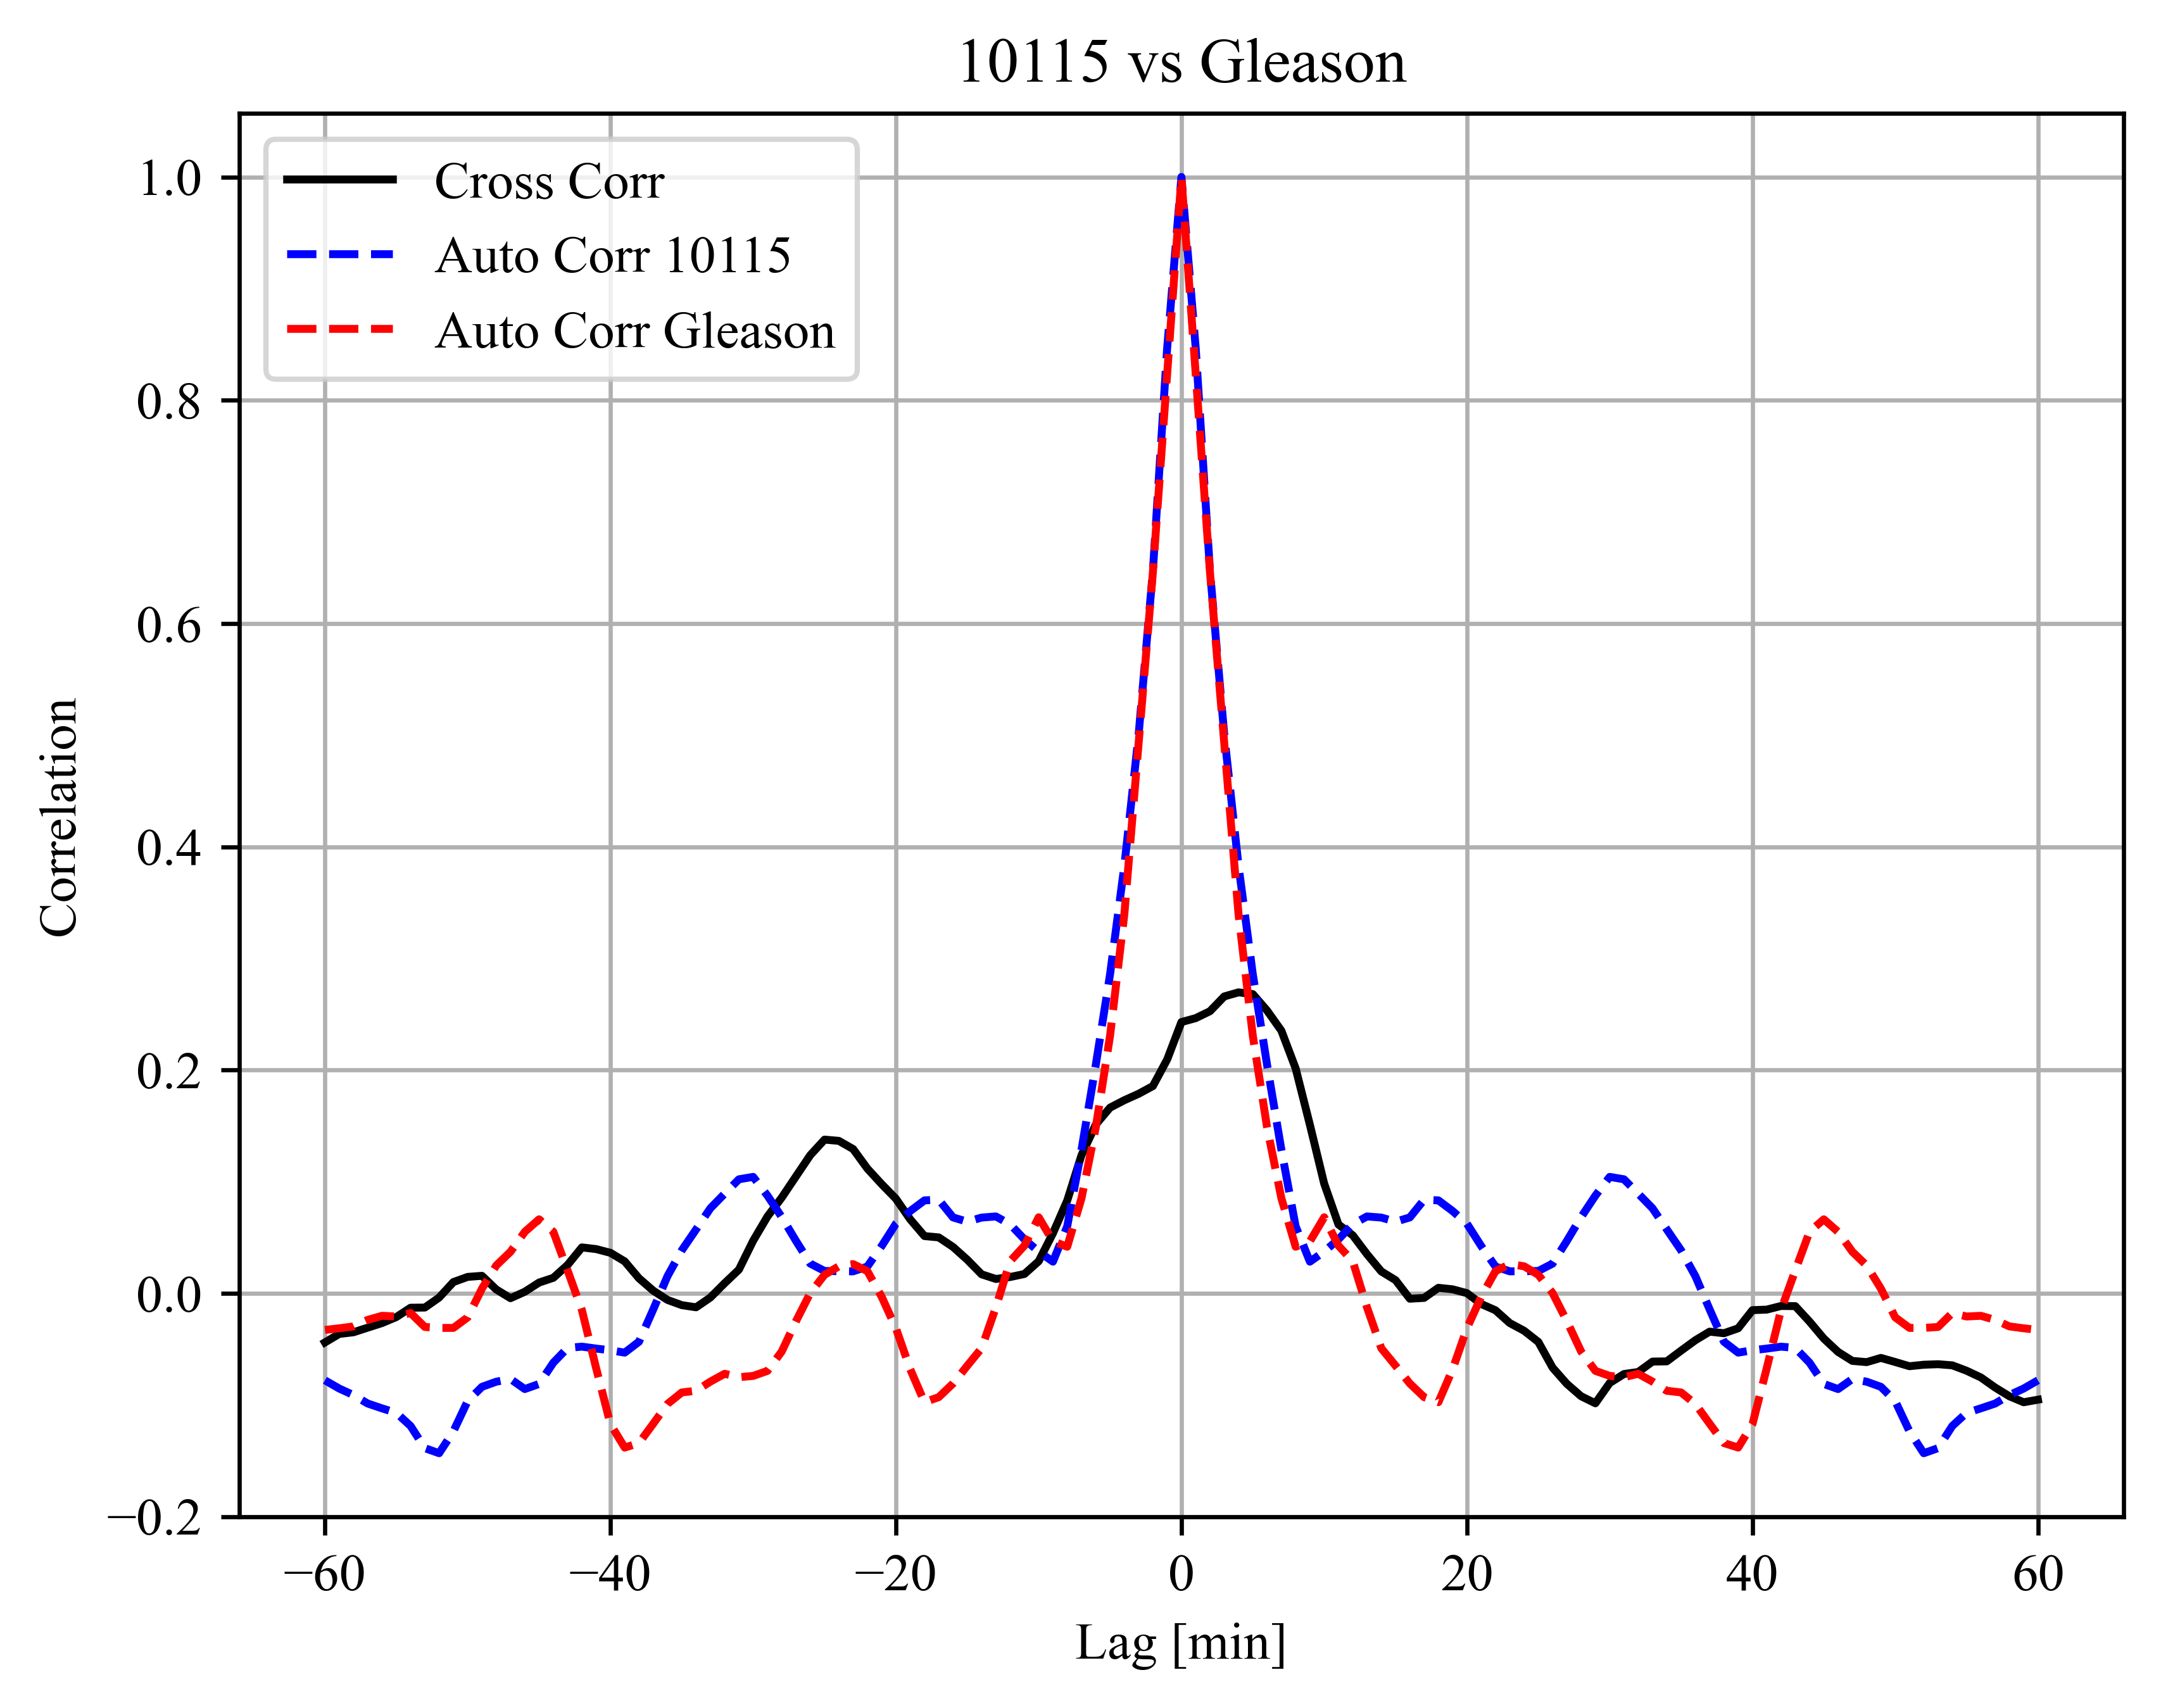 10115 vs Gleason
Cross Corr
Auto Corr 10115
Auto Corr Gleason
1.0
0.8
0.6
0.4
0.2
0.0
−0.2
Correlation
−60
−40
−20
0
20
40
60
Lag [min]